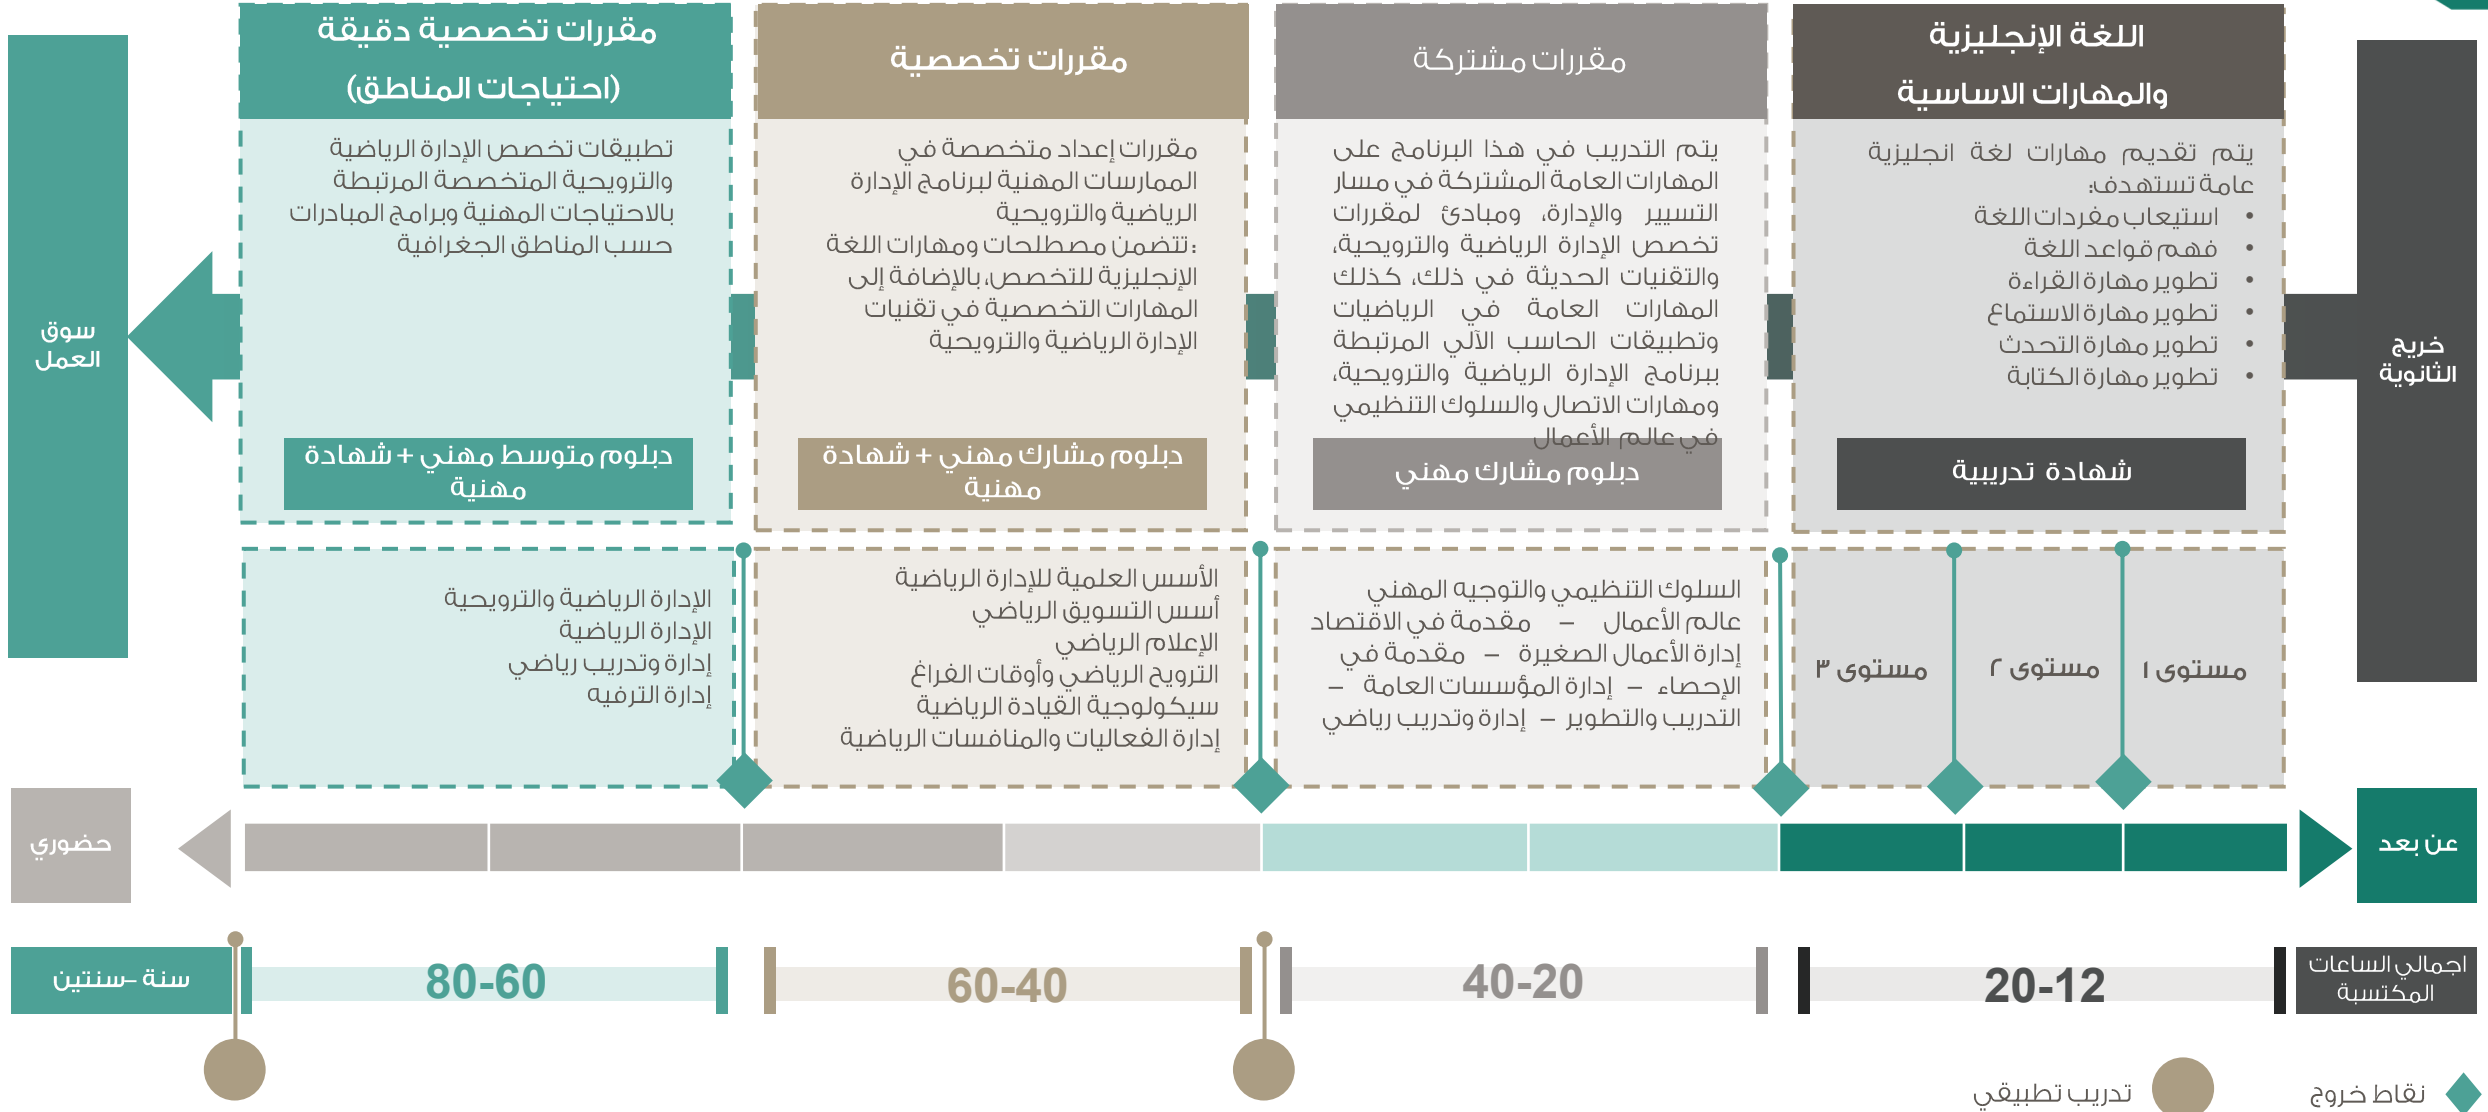 خريج
الثانوية
اللغة الإنجليزية
والمهارات الاساسية
يتم تقديم مهارات لغة انجليزية
عامة تستهدف:
• استيعاب مفردات اللغة
• فهم قواعد اللغة
• تطوير مهارة القراءة
• تطوير مهارة الاستماع
• تطوير مهارة التحدث
• تطوير مهارة الكتابة
شهادة تدريبية
مقررات مشتركة
يتم التدريب في هذا البرنامج على
المهارات العامة المشتركة في مسار
التسيير والإدارة، ومبادئ لمقررات
تخصص الإدارة الرياضية والترويحية،
والتقنيات الحديثة في ذلك، كذلك
المهارات العامة في الرياضيات
وتطبيقات الحاسب الآلي المرتبطة
ببرنامج الإدارة الرياضية والترويحية،
ومهارات الاتصال والسلوك التنظيمي
في عالم الأعمال
دبلوم مشارك مهني
مقررات تخصصية
مقررات إعداد متخصصة في
الممارسات المهنية لبرنامج الإدارة
الرياضية والترويحية
:تتضمن مصطلحات ومهارات اللغة
الإنجليزية للتخصص، بالإضافة إلى
المهارات التخصصية في تقنيات
الإدارة الرياضية والترويحية
دبلوم مشارك مهني + شهادة
مهنية
مقررات تخصصية دقيقة
(احتياجات المناطق)
تطبيقات تخصص الإدارة الرياضية
والترويحية المتخصصة المرتبطة
بالاحتياجات المهنية وبرامج المبادرات
حسب المناطق الجغرافية
دبلوم متوسط مهني + شهادة
مهنية
سوق
العمل
مستوى ١
مستوى ٢
مستوى ٣
السلوك التنظيمي والتوجيه المهني
عالم الأعمال – مقدمة في الاقتصاد
إدارة الأعمال الصغيرة – مقدمة في
الإحصاء – إدارة المؤسسات العامة –
التدريب والتطوير – إدارة وتدريب رياضي
الأسس العلمية للإدارة الرياضية
أسس التسويق الرياضي
الإعلام الرياضي
الترويح الرياضي وأوقات الفراغ
سيكولوجية القيادة الرياضية
إدارة الفعاليات والمنافسات الرياضية
الإدارة الرياضية والترويحية
الإدارة الرياضية
إدارة وتدريب رياضي
إدارة الترفيه
عن بعد
حضوري
اجمالي الساعات
المكتسبة
20-12
40-20
60-40
80-60
سنة –سنتين
نقاط خروج
تدريب تطبيقي